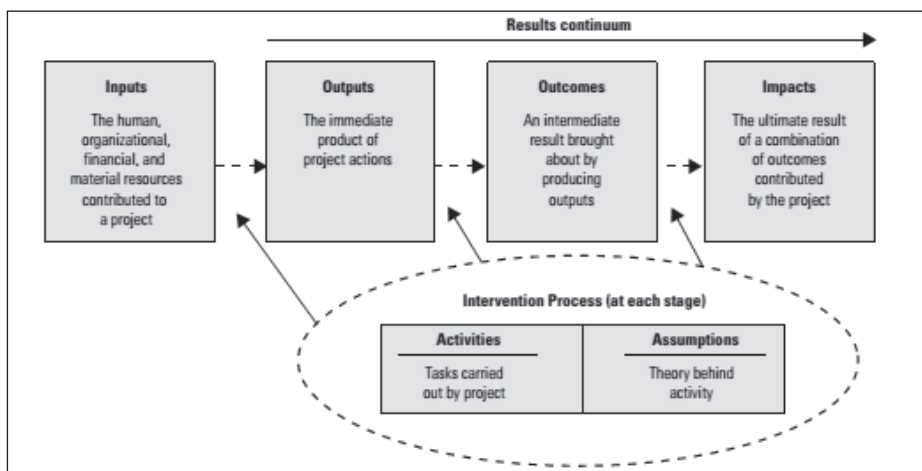 Results continuum
Inputs
The human,
organizational,
financial, and
material resources
contributed to
a project
Outputs
The immediate
product of
project actions
Outcomes
An intermediate
result brought
about by
producing
outputs
Impacts
The ultimate result
of a combination
of outcomes
contributed
by the project
Intervention Process (at each stage)
Activities
Tasks carried
out by project
Assumptions
Theory behind
activity